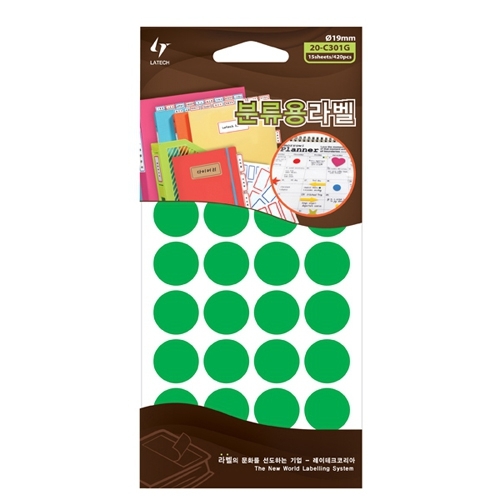 LATECH
Ø19mm
20-C301G
15sheets/420pcs
분류용라벨
Planner
라벨의 문화를 선도하는 기업 - 레이테크코리아
The New World Labelling System